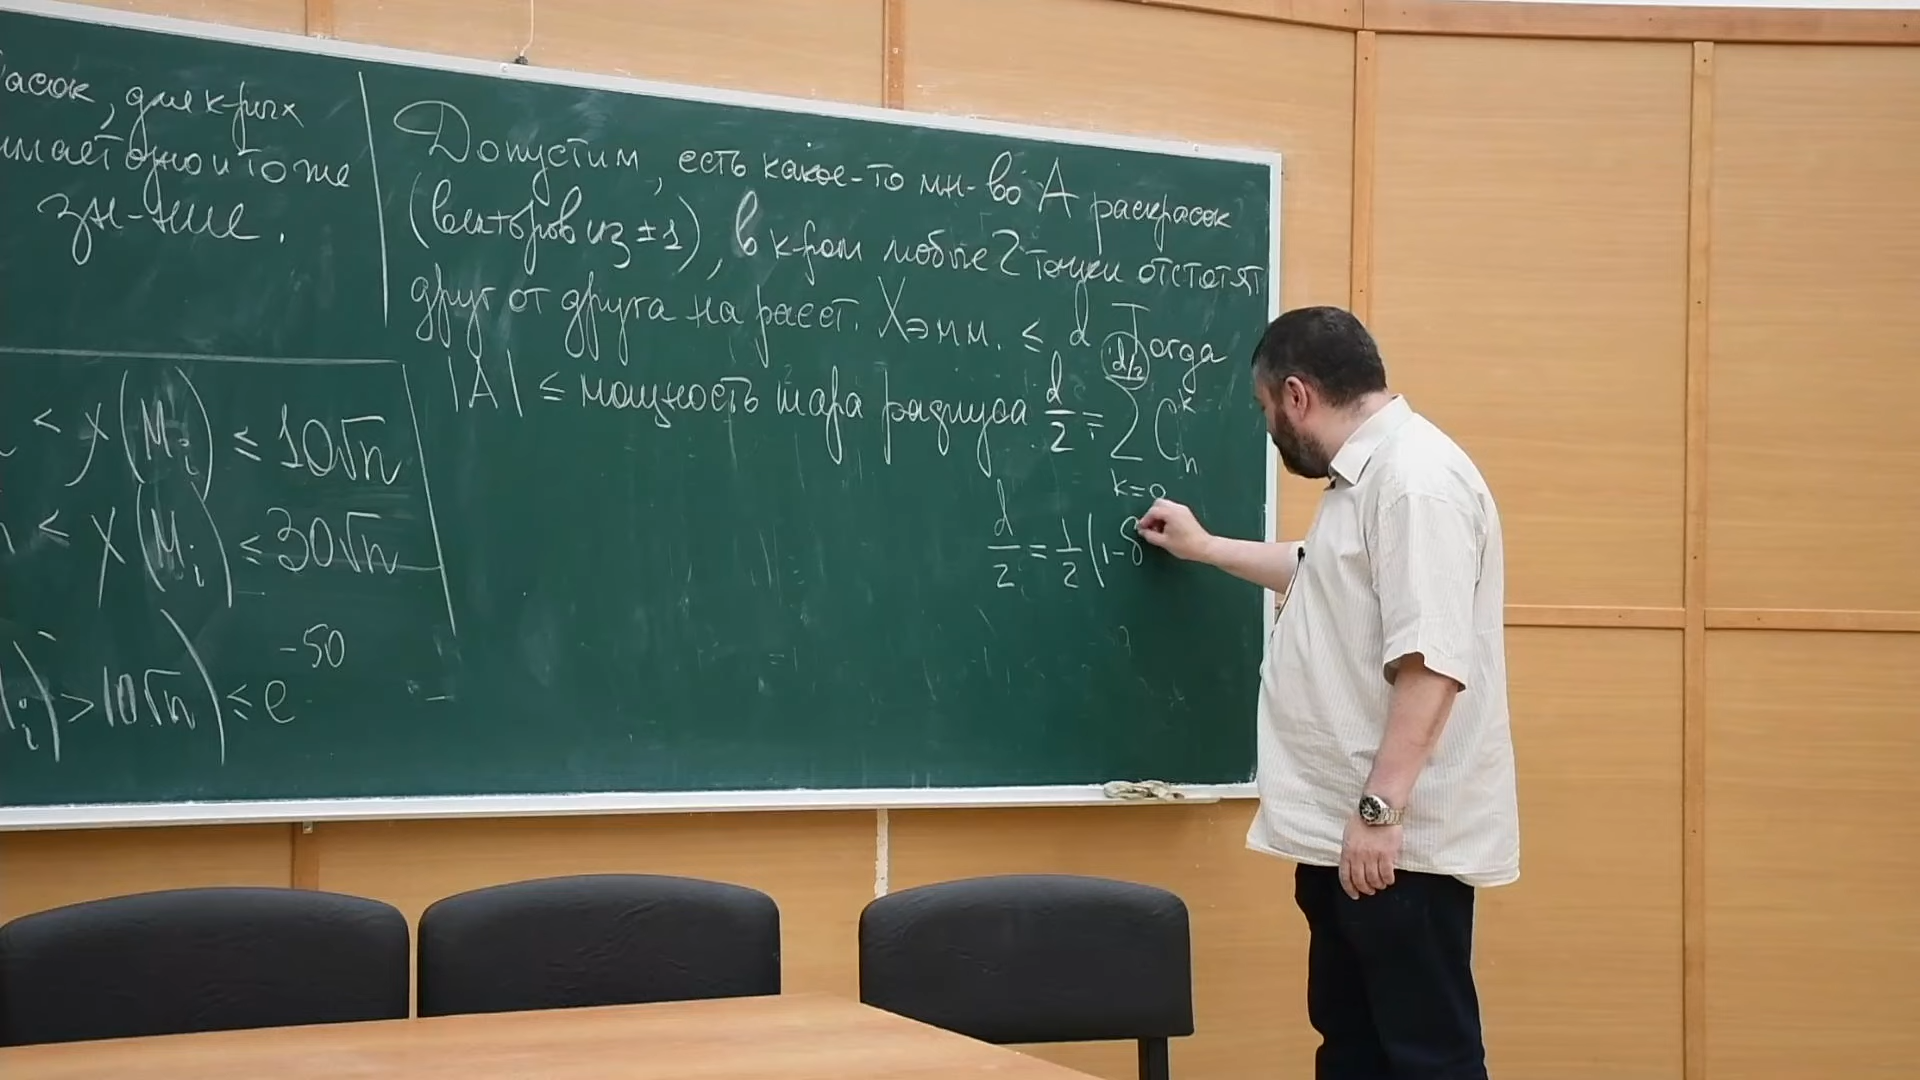 асок, для к-рых
имает одно и то же
зн-ние.
< χ(M_i) ≤ 10√n
≤ χ(M_i) ≤ 30√n
i) > 10√n) ≤ e^{-50}
Допустим, есть какое-то мн-во A раскрасок
(векторов из ±1), в к-ром любые 2 точки отстоят
друг от друга на расст. Хэмм. ≤ d Тогда
|A| ≤ мощность шара радиуса d/2 = ∑_{k=0}^{[d/2]} C_n^k
d/2 = 1/2(1-δ